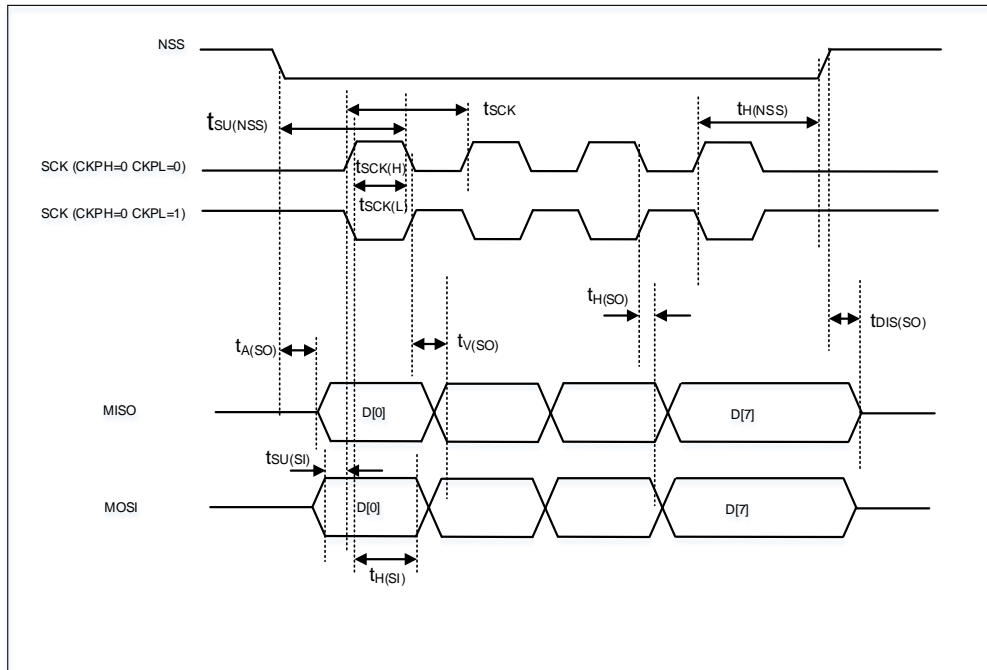 NSS
tSCK
tSU(NSS)
tH(NSS)
SCK (CKPH=0 CKPL=0)
tSCK(H)
SCK (CKPH=0 CKPL=1)
tSCK(L)
tH(SO)
tDIS(SO)
tA(SO)
tV(SO)
MISO
D[0]
D[7]
tSU(SI)
MOSI
D[0]
D[7]
tH(SI)